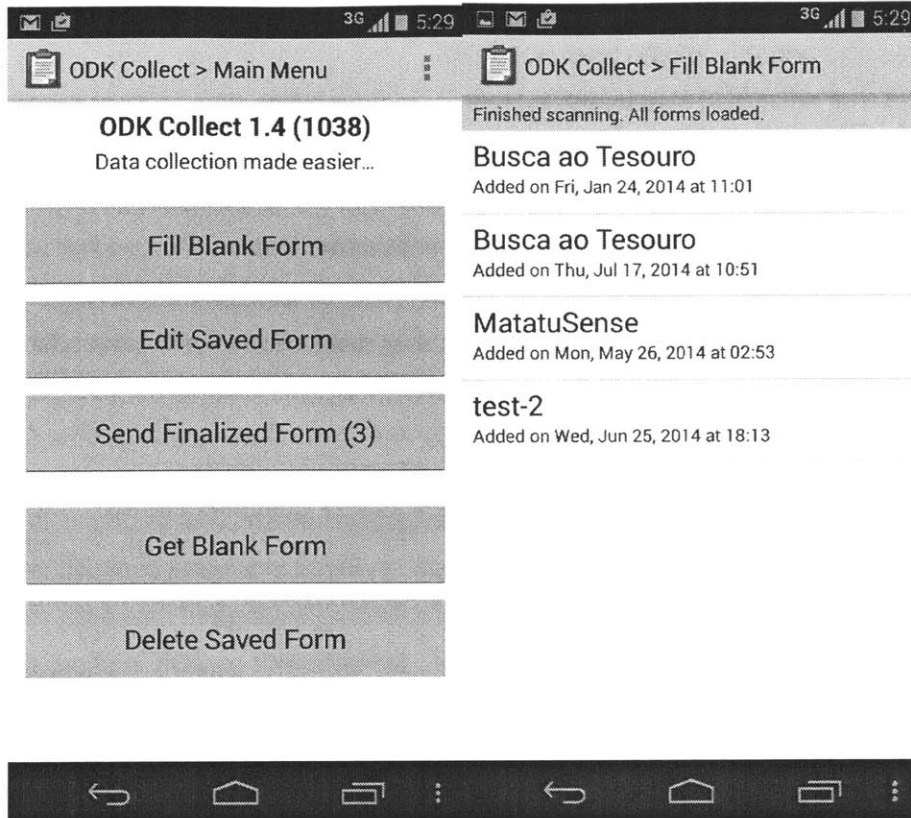 3G 5:29
ODK Collect > Main Menu
ODK Collect 1.4 (1038)
Data collection made easier...
Fill Blank Form
Edit Saved Form
Send Finalized Form (3)
Get Blank Form
Delete Saved Form
3G 5:29
ODK Collect > Fill Blank Form
Finished scanning. All forms loaded.
Busca ao Tesouro
Added on Fri, Jan 24, 2014 at 11:01
Busca ao Tesouro
Added on Thu, Jul 17, 2014 at 10:51
MatatuSense
Added on Mon, May 26, 2014 at 02:53
test-2
Added on Wed, Jun 25, 2014 at 18:13